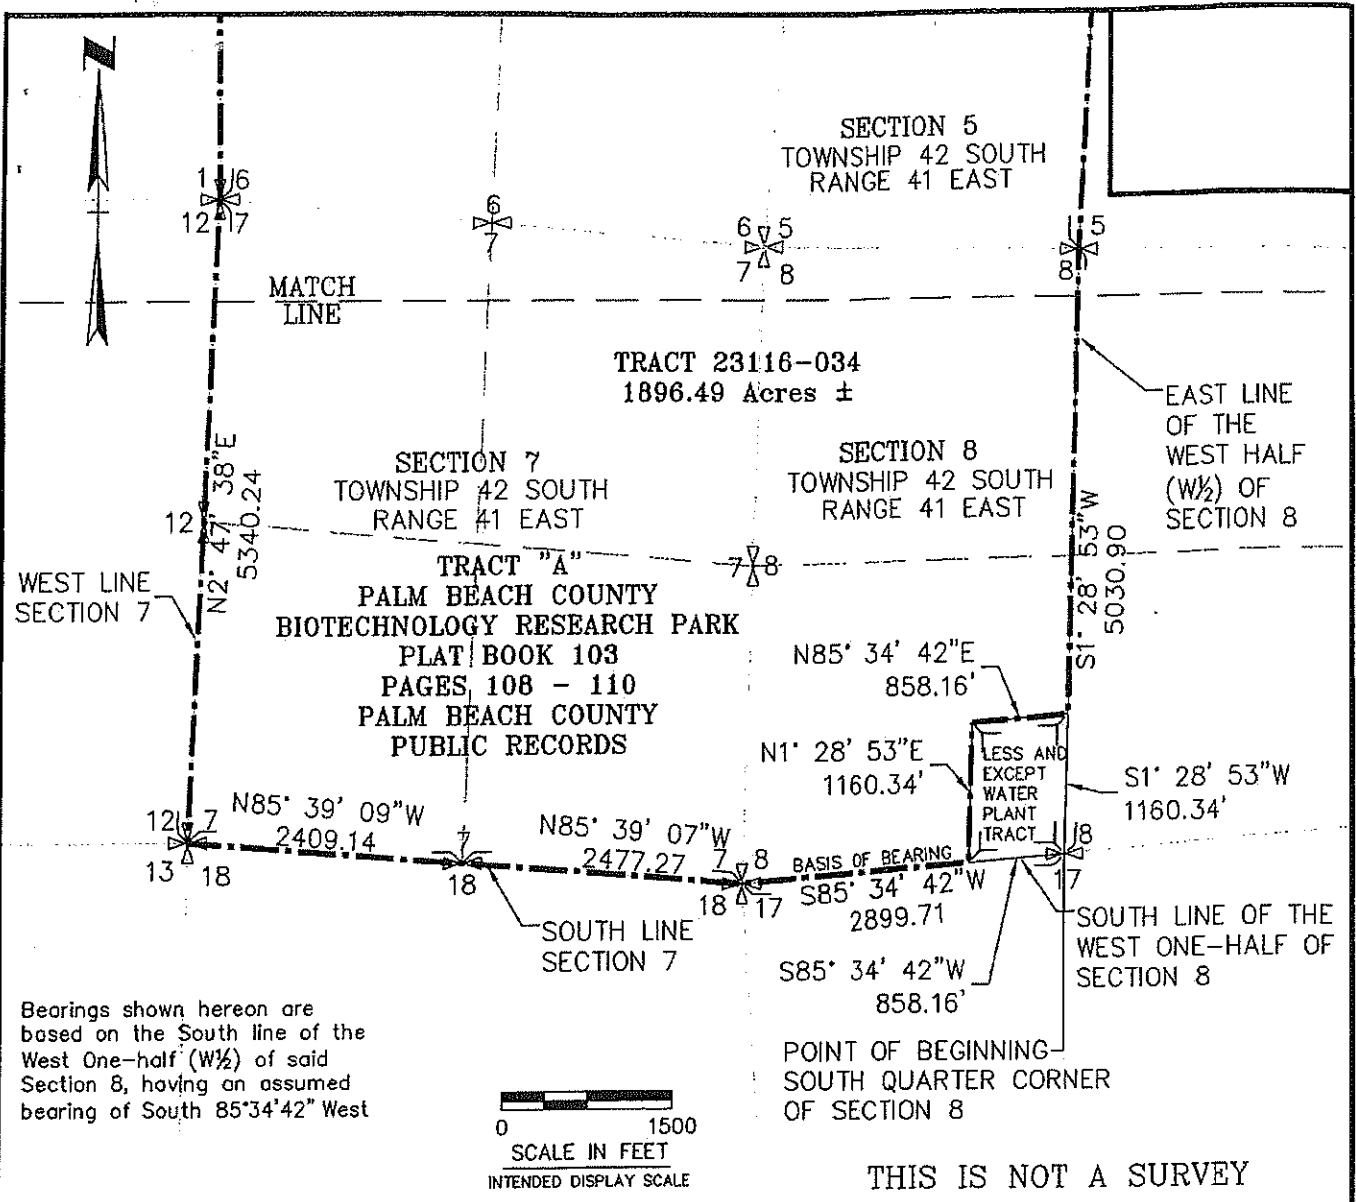 SECTION 5
TOWNSHIP 42 SOUTH
RANGE 41 EAST
1 6
12 7
6
7
6 5
7 8
5
8
MATCH
LINE
TRACT 23116-034
1896.49 Acres ±
EAST LINE
OF THE
WEST HALF
(W½) OF
SECTION 8
SECTION 7
TOWNSHIP 42 SOUTH
RANGE 41 EAST
SECTION 8
TOWNSHIP 42 SOUTH
RANGE 41 EAST
N2° 47' 38"E
5340.24
12
7 8
S1° 28' 53"W
5030.90
WEST LINE
SECTION 7
TRACT "A"
PALM BEACH COUNTY
BIOTECHNOLOGY RESEARCH PARK
PLAT BOOK 103
PAGES 108 - 110
PALM BEACH COUNTY
PUBLIC RECORDS
N85° 34' 42"E
858.16'
N1° 28' 53"E
1160.34'
LESS AND
EXCEPT
WATER
PLANT
TRACT
S1° 28' 53"W
1160.34'
12 7
13 18
N85° 39' 09"W
2409.14
7
18
N85° 39' 07"W
2477.27
7 8
18 17
BASIS OF BEARING
S85° 34' 42"W
2899.71
8
17
SOUTH LINE
SECTION 7
S85° 34' 42"W
858.16'
SOUTH LINE OF THE
WEST ONE-HALF OF
SECTION 8
Bearings shown hereon are
based on the South line of the
West One-half (W½) of said
Section 8, having an assumed
bearing of South 85°34'42" West
POINT OF BEGINNING
SOUTH QUARTER CORNER
OF SECTION 8
0 1500
SCALE IN FEET
INTENDED DISPLAY SCALE
THIS IS NOT A SURVEY